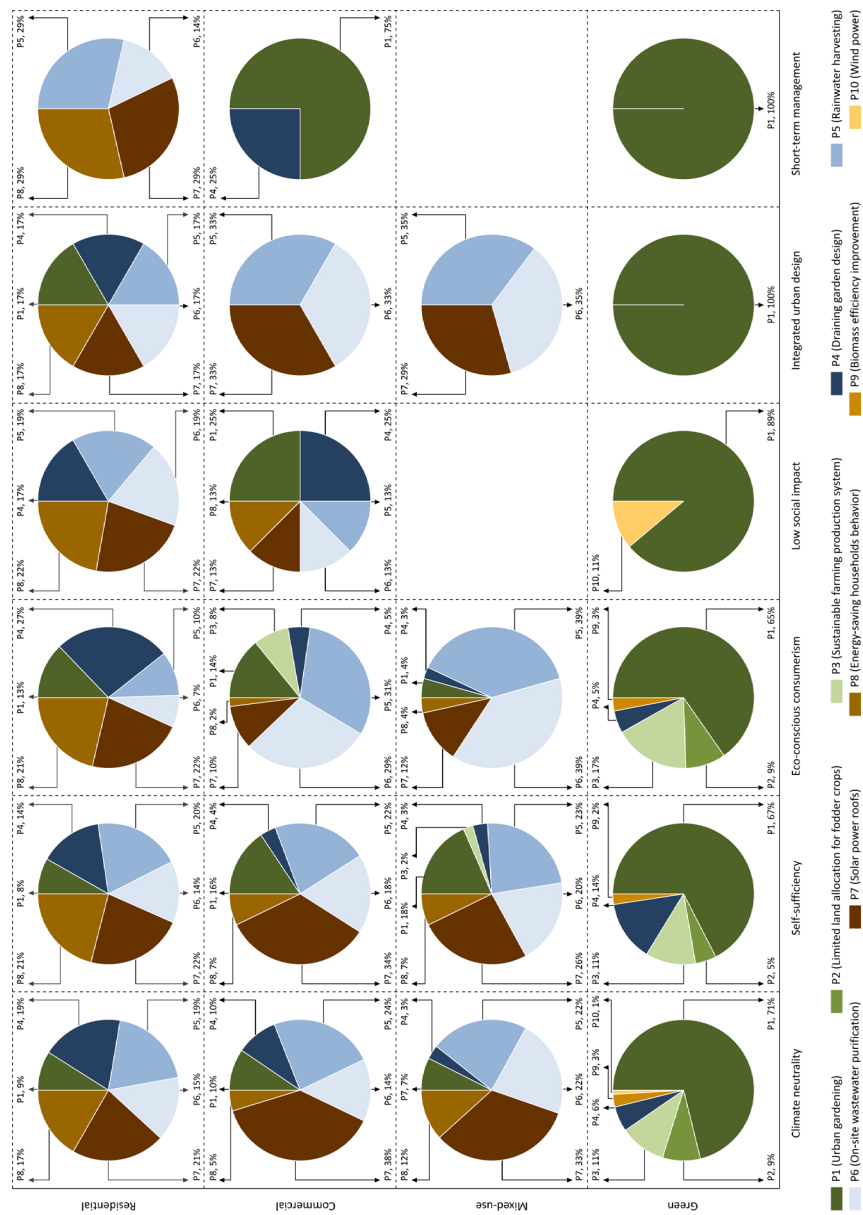 Residential
P8, 17%
P1, 9%
P4, 19%
P7, 21%
P6, 15%
P5, 19%
P8, 21%
P1, 8%
P4, 14%
P7, 22%
P6, 14%
P5, 20%
P8, 21%
P1, 13%
P4, 27%
P7, 22%
P6, 7%
P5, 10%
P8, 22%
P4, 17%
P5, 19%
P7, 22%
P6, 19%
P8, 17%
P1, 17%
P4, 17%
P7, 17%
P6, 17%
P5, 17%
P8, 29%
P5, 29%
P7, 29%
P6, 14%
Commercial
P8, 5%
P1, 10%
P4, 10%
P7, 38%
P6, 14%
P5, 24%
P8, 7%
P1, 16%
P4, 4%
P7, 34%
P6, 18%
P5, 22%
P7, 10%
P8, 2%
P1, 14%
P3, 8%
P6, 29%
P5, 31%
P4, 5%
P7, 13%
P8, 13%
P1, 25%
P6, 13%
P5, 13%
P4, 25%
P7, 33%
P5, 33%
P6, 33%
P4, 25%
P1, 75%
Mixed-use
P8, 12%
P7, 7%
P4, 3%
P7, 33%
P6, 22%
P5, 22%
P8, 7%
P1, 18%
P3, 2%
P4, 3%
P7, 26%
P6, 20%
P5, 23%
P7, 12%
P8, 4%
P1, 4%
P4, 3%
P6, 39%
P5, 39%
P7, 29%
P5, 35%
P6, 35%
Green
P3, 11%
P4, 6%
P9, 3%
P10, 1%
P2, 9%
P1, 71%
P3, 11%
P4, 14%
P9, 2%
P2, 5%
P1, 67%
P3, 17%
P4, 5%
P9, 3%
P2, 9%
P1, 65%
P10, 11%
P1, 89%
P1, 100%
P1, 100%
Climate neutrality
Self-sufficiency
Eco-conscious consumerism
Low social impact
Integrated urban design
Short-term management
P1 (Urban gardening)
P2 (Limited land allocation for fodder crops)
P3 (Sustainable farming production system)
P4 (Draining garden design)
P5 (Rainwater harvesting)
P6 (On-site wastewater purification)
P7 (Solar power roofs)
P8 (Energy-saving households behavior)
P9 (Biomass efficiency improvement)
P10 (Wind power)